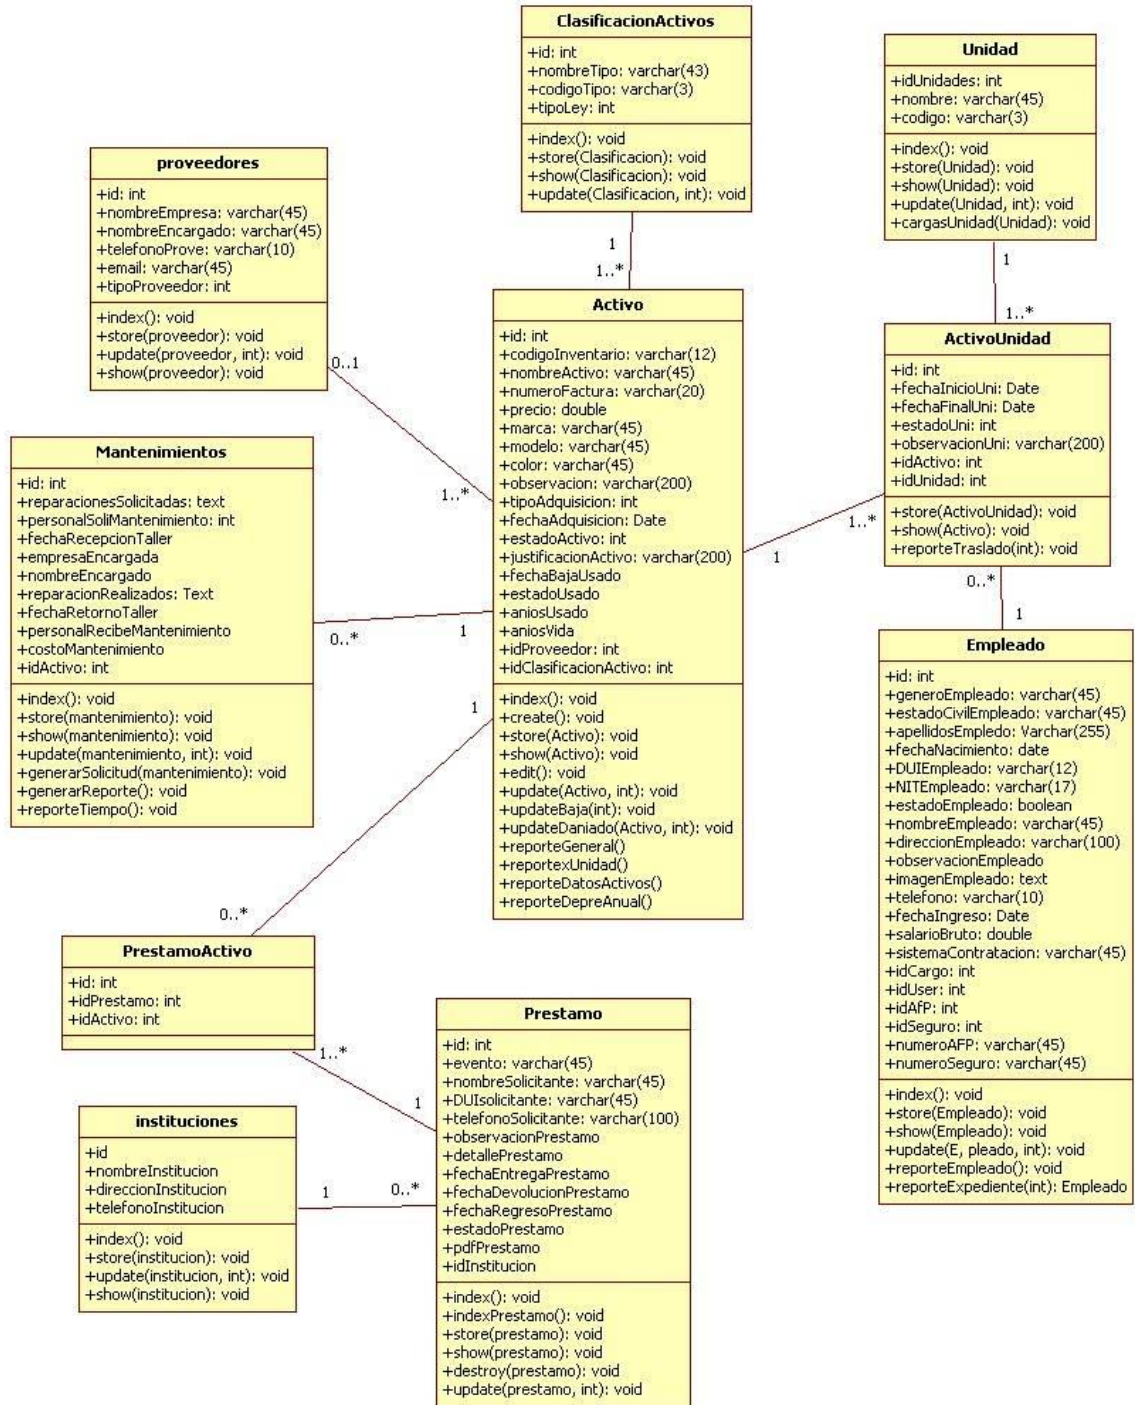 ClasificacionActivos
+id: int
+nombreTipo: varchar(43)
+codigoTipo: varchar(3)
+tipoLey: int
+index(): void
+store(Clasificacion): void
+show(Clasificacion): void
+update(Clasificacion, int): void
1
1..*
Unidad
+idUnidades: int
+nombre: varchar(45)
+codigo: varchar(3)
+index(): void
+store(Unidad): void
+show(Unidad): void
+update(Unidad, int): void
+cargasUnidad(Unidad): void
1
1..*
proveedores
+id: int
+nombreEmpresa: varchar(45)
+nombreEncargado: varchar(45)
+telefonoProve: varchar(10)
+email: varchar(45)
+tipoProveedor: int
+index(): void
+store(proveedor): void
+update(proveedor, int): void
+show(proveedor): void
0..1
1..*
Activo
+id: int
+codigoInventario: varchar(12)
+nombreActivo: varchar(45)
+numeroFactura: varchar(20)
+precio: double
+marca: varchar(45)
+modelo: varchar(45)
+color: varchar(45)
+observacion: varchar(200)
+tipoAdquisicion: int
+fechaAdquisicion: Date
+estadoActivo: int
+justificacionActivo: varchar(200)
+fechaBajaUsado
+estadoUsado
+aniosUsado
+aniosVida
+idProveedor: int
+idClasificacionActivo: int
+index(): void
+create(): void
+store(Activo): void
+show(Activo): void
+edit(): void
+update(Activo, int): void
+updateBaja(int): void
+updateDaniado(Activo, int): void
+reporteGeneral()
+reportexUnidad()
+reporteDatosActivos()
+reporteDepreAnual()
ActivoUnidad
+id: int
+fechaInicioUni: Date
+fechaFinalUni: Date
+estadoUni: int
+observacionUni: varchar(200)
+idActivo: int
+idUnidad: int
+store(ActivoUnidad): void
+show(Activo): void
+reporteTraslado(int): void
1..*
1
0..*
1
Mantenimientos
+id: int
+reparacionesSolicitadas: text
+personalSoliMantenimiento: int
+fechaRecepcionTaller
+empresaEncargada
+nombreEncargado
+reparacionRealizados: Text
+fechaRetornoTaller
+personalRecibeMantenimiento
+costoMantenimiento
+idActivo: int
+index(): void
+store(mantenimiento): void
+show(mantenimiento): void
+update(mantenimiento, int): void
+generarSolicitud(mantenimiento): void
+generarReporte(): void
+reporteTiempo(): void
0..*
1
1
0..*
Empleado
+id: int
+generoEmpleado: varchar(45)
+estadoCivilEmpleado: varchar(45)
+apellidosEmpledo: Varchar(255)
+fechaNacimiento: date
+DUIEmpleado: varchar(12)
+NITEmpleado: varchar(17)
+estadoEmpleado: boolean
+nombreEmpleado: varchar(45)
+direccionEmpleado: varchar(100)
+observacionEmpleado
+imagenEmpleado: text
+telefono: varchar(10)
+fechaIngreso: Date
+salarioBruto: double
+sistemaContratacion: varchar(45)
+idCargo: int
+idUser: int
+idAfP: int
+idSeguro: int
+numeroAFP: varchar(45)
+numeroSeguro: varchar(45)
+index(): void
+store(Empleado): void
+show(Empleado): void
+update(E, pleado, int): void
+reporteEmpleado(): void
+reporteExpediente(int): Empleado
PrestamoActivo
+id: int
+idPrestamo: int
+idActivo: int
1..*
1
Prestamo
+id: int
+evento: varchar(45)
+nombreSolicitante: varchar(45)
+DUIsolicitante: varchar(45)
+telefonoSolicitante: varchar(100)
+observacionPrestamo
+detallePrestamo
+fechaEntregaPrestamo
+fechaDevolucionPrestamo
+fechaRegresoPrestamo
+estadoPrestamo
+pdfPrestamo
+idInstitucion
+index(): void
+indexPrestamo(): void
+store(prestamo): void
+show(prestamo): void
+destroy(prestamo): void
+update(prestamo, int): void
instituciones
+id
+nombreInstitucion
+direccionInstitucion
+telefonoInstitucion
+index(): void
+store(institucion): void
+update(institucion, int): void
+show(institucion): void
1
0..*